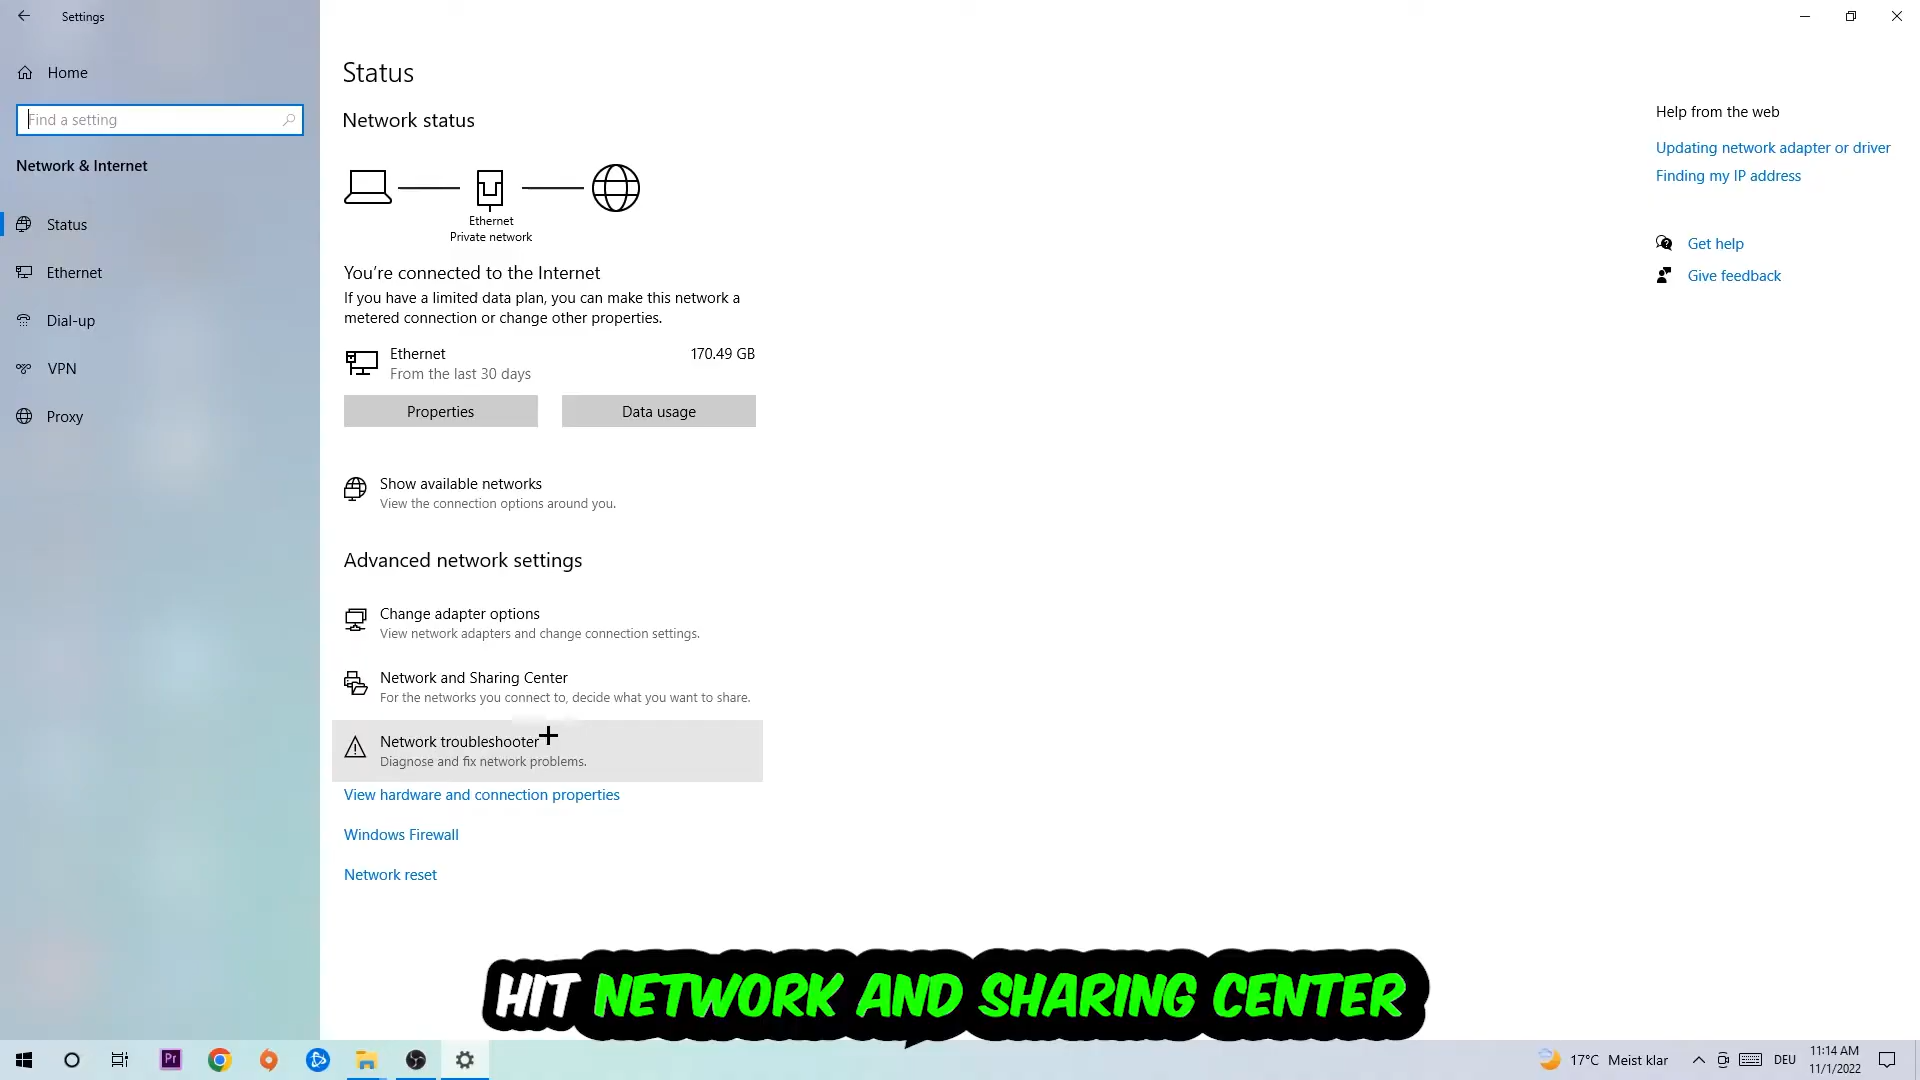 Settings
Home
Find a setting
Network & Internet
Status
Ethernet
Dial-up
VPN
Proxy
Status
Network status
Ethernet
Private network
You're connected to the Internet
If you have a limited data plan, you can make this network a
metered connection or change other properties.
Ethernet
170.49 GB
From the last 30 days
Properties
Data usage
Show available networks
View the connection options around you.
Advanced network settings
Change adapter options
View network adapters and change connection settings.
Network and Sharing Center
For the networks you connect to, decide what you want to share.
Network troubleshooter
Diagnose and fix network problems.
View hardware and connection properties
Windows Firewall
Network reset
Help from the web
Updating network adapter or driver
Finding my IP address
Get help
Give feedback
HIT NETWORK AND SHARING CENTER
Pr
17°C Meist klar
DEU
11:14 AM
11/1/2022